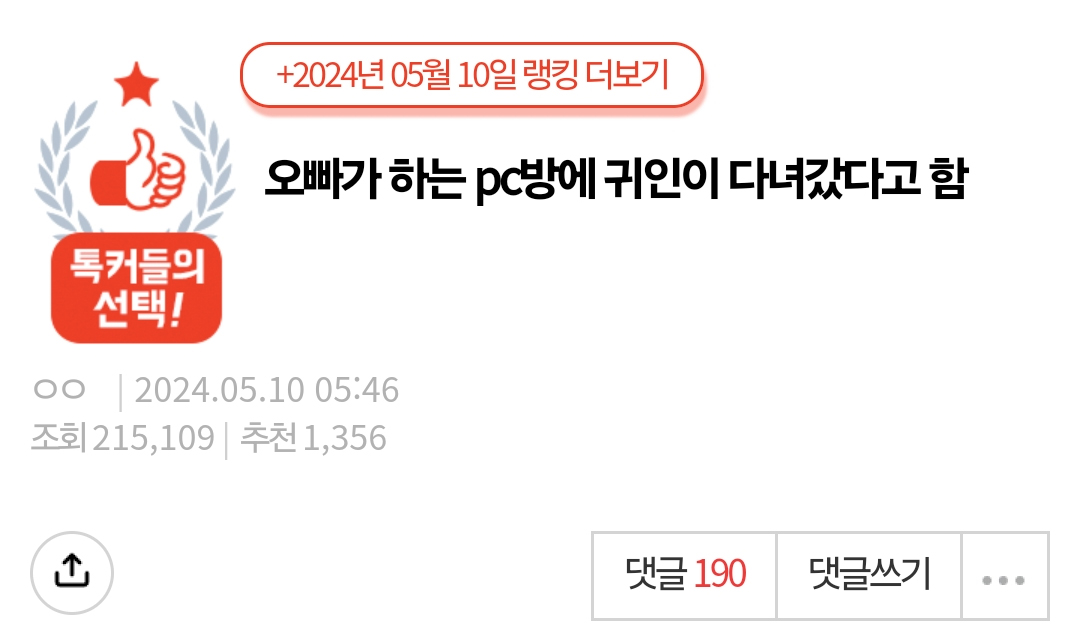 +2024년 05월 10일 랭킹 더보기
오빠가 하는 pc방에 귀인이 다녀갔다고 함
톡커들의
선택!
ㅇㅇ | 2024.05.10 05:46
조회 215,109 | 추천 1,356
댓글 190 댓글쓰기